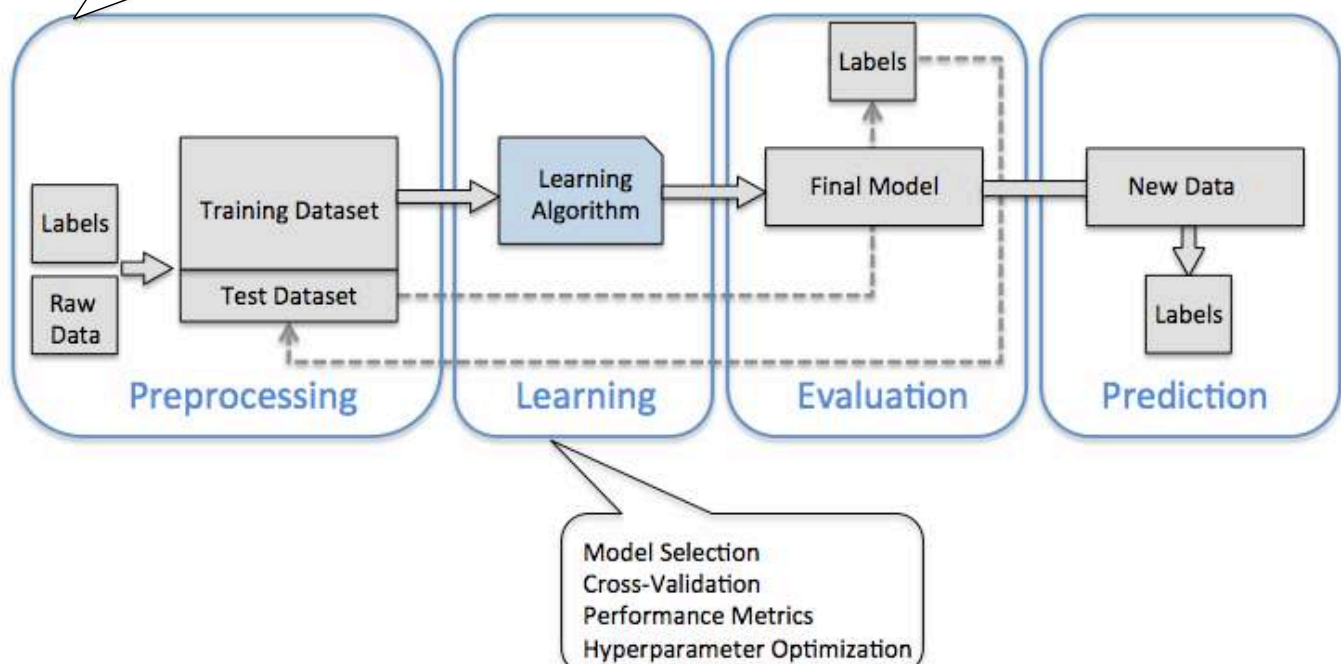 Labels
Raw
Data
Training Dataset
Test Dataset
Preprocessing
Learning
Algorithm
Learning
Labels
Final Model
Evaluation
New Data
Labels
Prediction
Model Selection
Cross-Validation
Performance Metrics
Hyperparameter Optimization